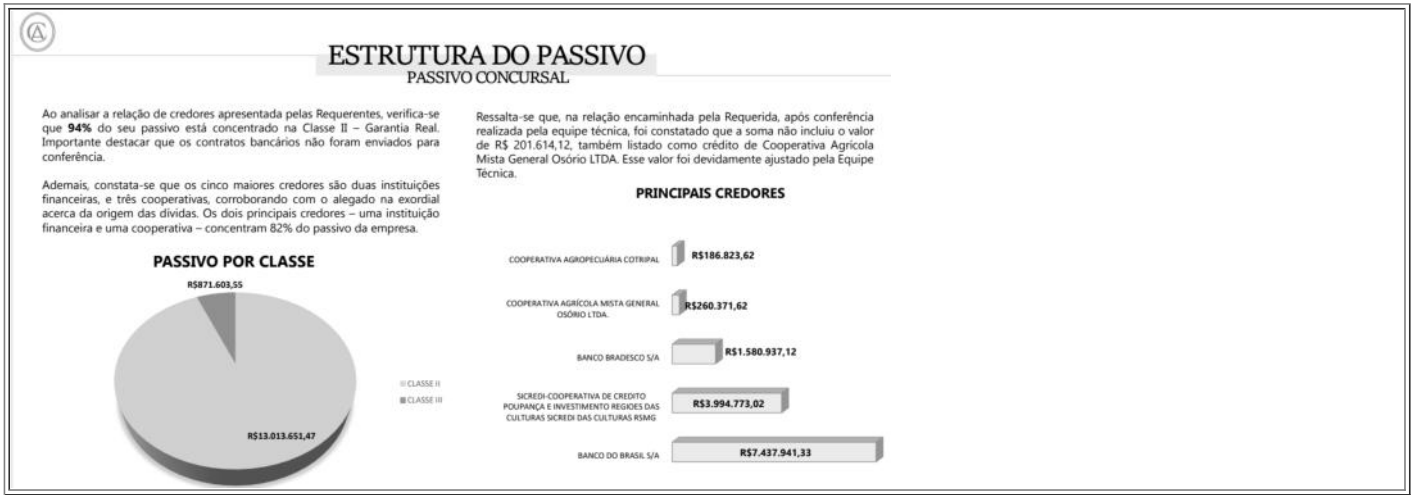 CA
ESTRUTURA DO PASSIVO
PASSIVO CONCURSAL
Ao analisar a relação de credores apresentada pelas Requerentes, verifica-se
que 94% do seu passivo está concentrado na Classe II – Garantia Real.
Importante destacar que os contratos bancários não foram enviados para
conferência.
Ademais, constata-se que os cinco maiores credores são duas instituições
financeiras, e três cooperativas, corroborando com o alegado na exordial
acerca da origem das dívidas. Os dois principais credores – uma instituição
financeira e uma cooperativa – concentram 82% do passivo da empresa.
PASSIVO POR CLASSE
R$871.603,55
R$13.013.651,47
CLASSE II
CLASSE III
Ressalta-se que, na relação encaminhada pela Requerida, após conferência
realizada pela equipe técnica, foi constatado que a soma não incluiu o valor
de R$ 201.614,12, também listado como crédito de Cooperativa Agrícola
Mista General Osório LTDA. Esse valor foi devidamente ajustado pela Equipe
Técnica.
PRINCIPAIS CREDORES
COOPERATIVA AGROPECUÁRIA COTRIPAL
R$186.823,62
COOPERATIVA AGRÍCOLA MISTA GENERAL
OSÓRIO LTDA.
R$260.371,62
BANCO BRADESCO S/A
R$1.580.937,12
SICREDI-COOPERATIVA DE CREDITO
POUPANÇA E INVESTIMENTO REGIOES DAS
CULTURAS SICREDI DAS CULTURAS RSMG
R$3.994.773,02
BANCO DO BRASIL S/A
R$7.437.941,33